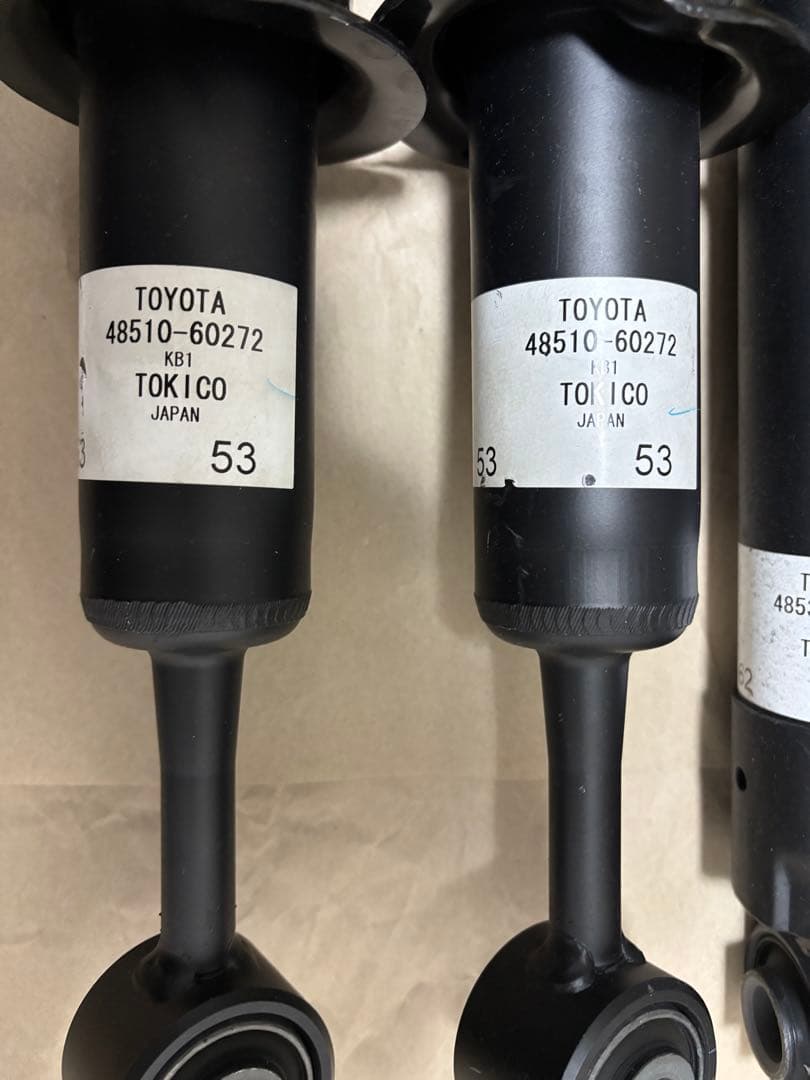 TOYOTA
48510-60272
KB1
TOKICO
JAPAN
53
TOYOTA
48510-60272
KB1
TOKICO
JAPAN
53 53